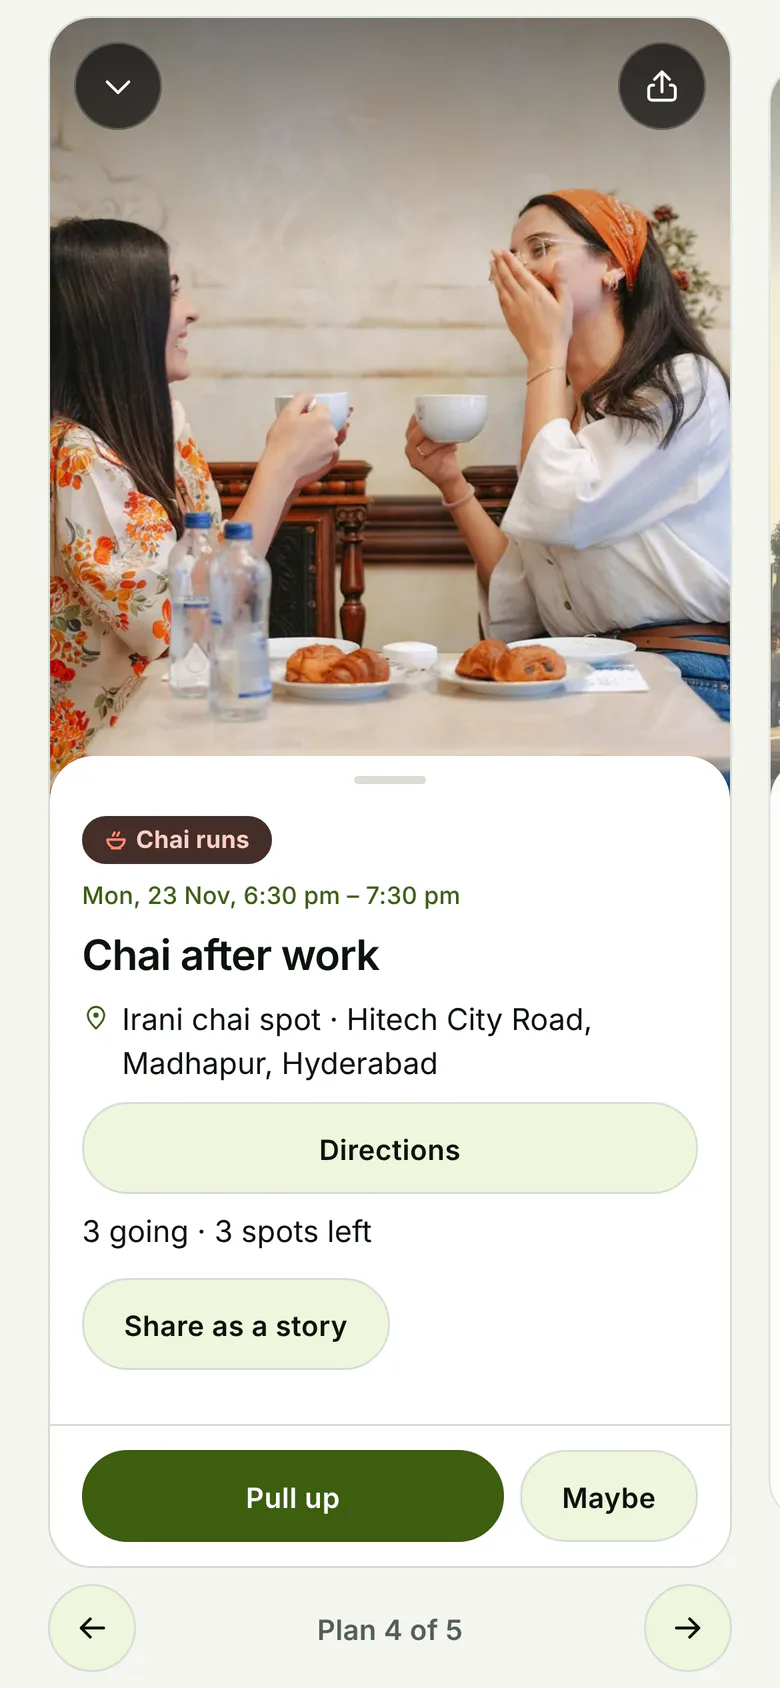 Chai runs
Mon, 23 Nov, 6:30 pm – 7:30 pm
Chai after work
Irani chai spot · Hitech City Road,
Madhapur, Hyderabad
Directions
3 going · 3 spots left
Share as a story
Pull up
Maybe
Plan 4 of 5